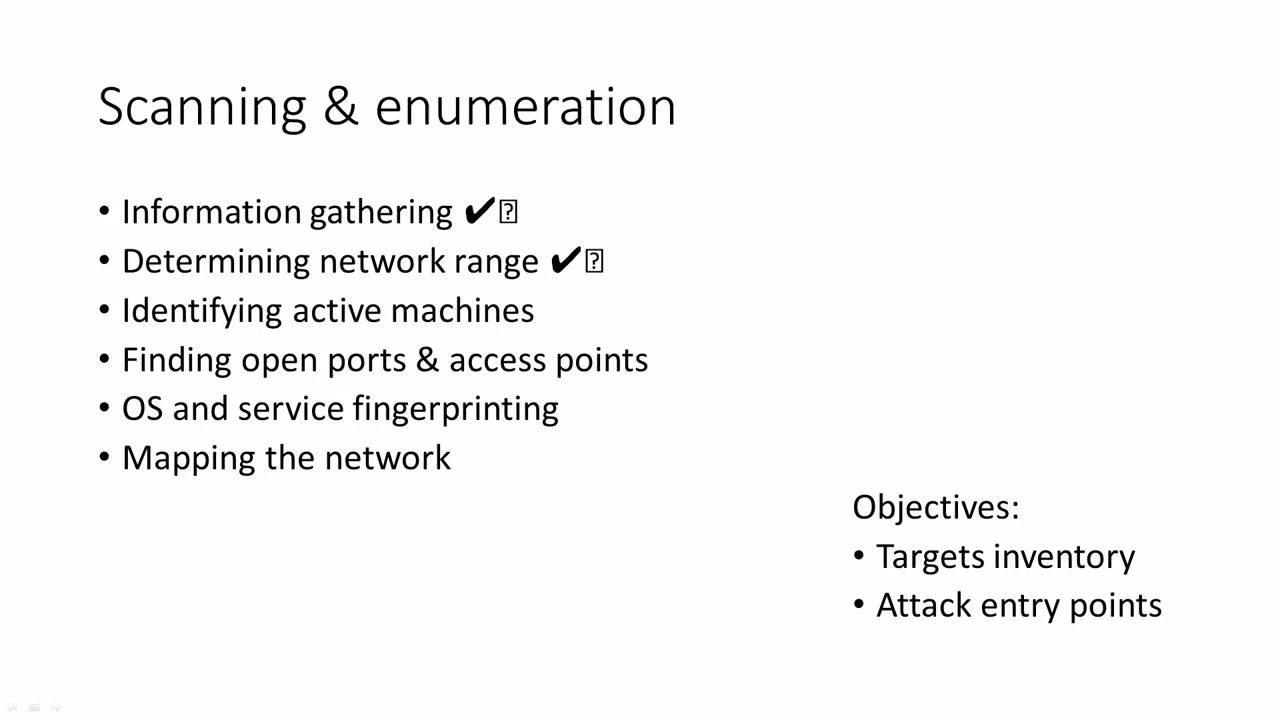 Scanning & enumeration
• Information gathering ✔️
• Determining network range ✔️
• Identifying active machines
• Finding open ports & access points
• OS and service fingerprinting
• Mapping the network
Objectives:
• Targets inventory
• Attack entry points